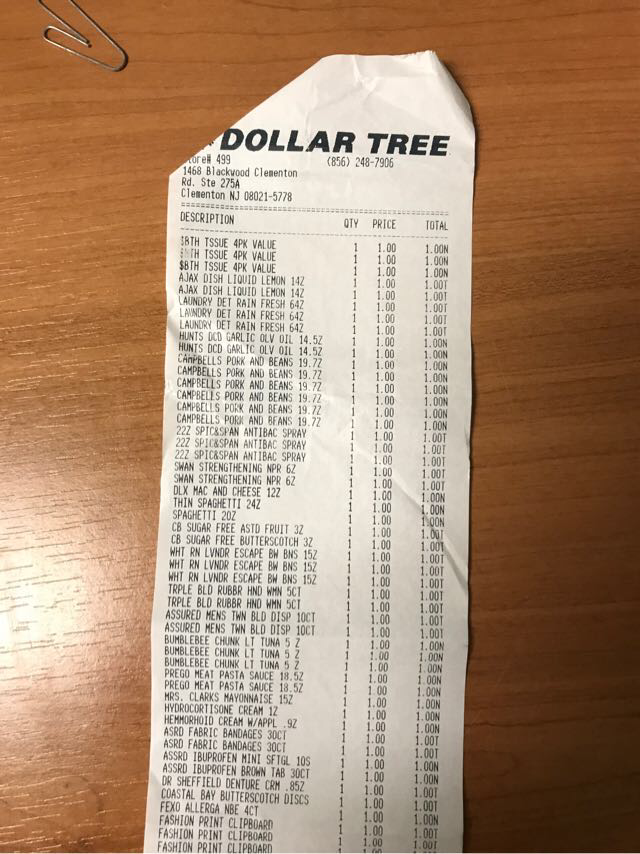 DOLLAR TREE
tore# 499 (856) 248-7906
1468 Blackwood Clementon
Rd. Ste 275A
Clementon NJ 08021-5778
DESCRIPTION QTY PRICE TOTAL
$BTH TSSUE 4PK VALUE 1 1.00 1.00N
$BTH TSSUE 4PK VALUE 1 1.00 1.00N
$BTH TSSUE 4PK VALUE 1 1.00 1.00N
AJAX DISH LIQUID LEMON 14Z 1 1.00 1.00T
AJAX DISH LIQUID LEMON 14Z 1 1.00 1.00T
LAUNDRY DET RAIN FRESH 64Z 1 1.00 1.00T
LAUNDRY DET RAIN FRESH 64Z 1 1.00 1.00T
LAUNDRY DET RAIN FRESH 64Z 1 1.00 1.00T
HUNTS DCD GARLIC OLV OIL 14.5Z 1 1.00 1.00N
HUNTS DCD GARLIC OLV OIL 14.5Z 1 1.00 1.00N
CAMPBELLS PORK AND BEANS 19.7Z 1 1.00 1.00N
CAMPBELLS PORK AND BEANS 19.7Z 1 1.00 1.00N
CAMPBELLS PORK AND BEANS 19.7Z 1 1.00 1.00N
CAMPBELLS PORK AND BEANS 19.7Z 1 1.00 1.00N
CAMPBELLS PORK AND BEANS 19.7Z 1 1.00 1.00N
CAMPBELLS PORK AND BEANS 19.7Z 1 1.00 1.00N
22Z SPIC&SPAN ANTIBAC SPRAY 1 1.00 1.00T
22Z SPIC&SPAN ANTIBAC SPRAY 1 1.00 1.00T
22Z SPIC&SPAN ANTIBAC SPRAY 1 1.00 1.00T
SWAN STRENGTHENING NPR 6Z 1 1.00 1.00T
SWAN STRENGTHENING NPR 6Z 1 1.00 1.00T
DLX MAC AND CHEESE 12Z 1 1.00 1.00N
THIN SPAGHETTI 24Z 1 1.00 1.00N
SPAGHETTI 20Z 1 1.00 1.00N
CB SUGAR FREE ASTD FRUIT 3Z 1 1.00 1.00T
CB SUGAR FREE BUTTERSCOTCH 3Z 1 1.00 1.00T
WHT RN LVNDR ESCAPE BW BNS 15Z 1 1.00 1.00T
WHT RN LVNDR ESCAPE BW BNS 15Z 1 1.00 1.00T
WHT RN LVNDR ESCAPE BW BNS 15Z 1 1.00 1.00T
TRPLE BLD RUBBR HND WMN 5CT 1 1.00 1.00T
TRPLE BLD RUBBR HND WMN 5CT 1 1.00 1.00T
ASSURED MENS TWN BLD DISP 10CT 1 1.00 1.00T
ASSURED MENS TWN BLD DISP 10CT 1 1.00 1.00T
BUMBLEBEE CHUNK LT TUNA 5 Z 1 1.00 1.00N
BUMBLEBEE CHUNK LT TUNA 5 Z 1 1.00 1.00N
BUMBLEBEE CHUNK LT TUNA 5 Z 1 1.00 1.00N
PREGO MEAT PASTA SAUCE 18.5Z 1 1.00 1.00N
PREGO MEAT PASTA SAUCE 18.5Z 1 1.00 1.00N
MRS. CLARKS MAYONNAISE 15Z 1 1.00 1.00N
HYDROCORTISONE CREAM 1Z 1 1.00 1.00N
HEMMORHOID CREAM W/APPL .9Z 1 1.00 1.00N
ASRD FABRIC BANDAGES 30CT 1 1.00 1.00T
ASRD FABRIC BANDAGES 30CT 1 1.00 1.00T
ASSRD IBUPROFEN MINI SFTGL 10S 1 1.00 1.00N
ASSRD IBUPROFEN BROWN TAB 30CT 1 1.00 1.00N
DR SHEFFIELD DENTURE CRM .85Z 1 1.00 1.00T
COASTAL BAY BUTTERSCOTCH DISCS 1 1.00 1.00T
FEXO ALLERGA NBE 4CT 1 1.00 1.00N
FASHION PRINT CLIPBOARD 1 1.00 1.00T
FASHION PRINT CLIPBOARD 1 1.00 1.00T
FASHION PRINT CLIPBOARD